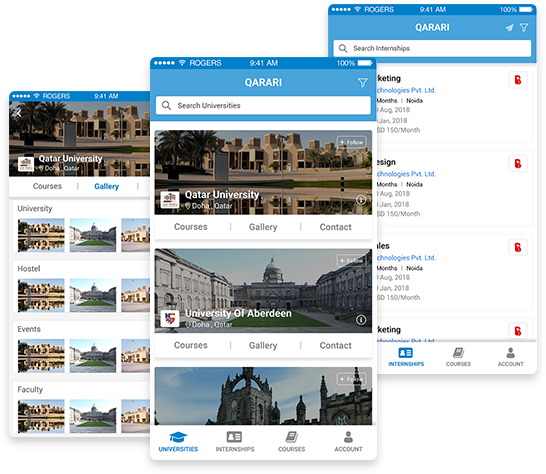 ROGERS 9:41 AM
Qatar University
Doha , Qatar
Courses | Gallery |
University
Hostel
Events
Faculty
ROGERS 9:41 AM 100%
QARARI
Search Universities
+ Follow
Qatar University
Doha , Qatar
Courses | Gallery | Contact
+ Follow
University Of Aberdeen
Doha , Qatar
Courses | Gallery | Contact
+ Follow
UNIVERSITIES INTERNSHIPS COURSES ACCOUNT
ROGERS 9:41 AM 100%
QARARI
Search Internships
keting
chnologies Pvt. Ltd.
Months | Noida
Aug, 2018
Jan, 2018
SD 150/Month
esign
chnologies Pvt. Ltd.
Months | Noida
Aug, 2018
Jan, 2018
SD 150/Month
ales
chnologies Pvt. Ltd.
Months | Noida
Aug, 2018
Jan, 2018
SD 150/Month
keting
chnologies Pvt. Ltd.
INTERNSHIPS COURSES ACCOUNT